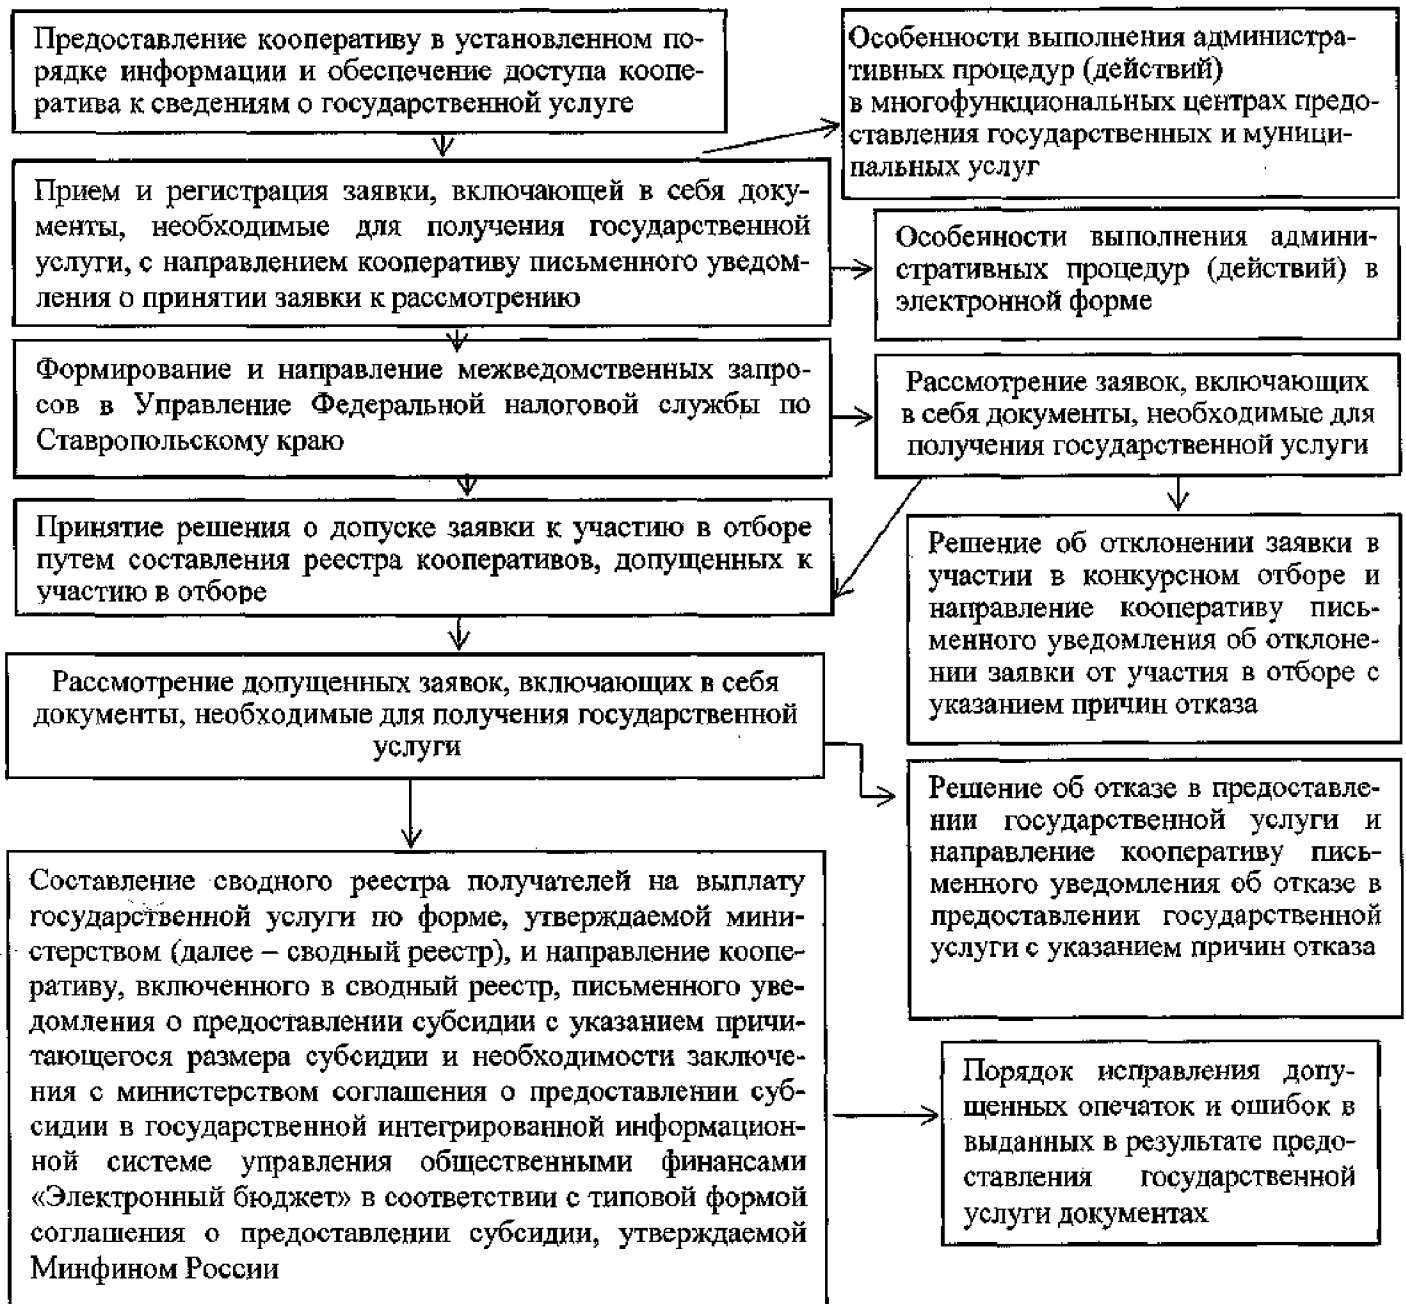 Предоставление кооперативу в установленном по-
рядке информации и обеспечение доступа коопе-
ратива к сведениям о государственной услуге
Особенности выполнения администра-
тивных процедур (действий)
в многофункциональных центрах предо-
ставления государственных и муници-
пальных услуг
Прием и регистрация заявки, включающей в себя доку-
менты, необходимые для получения государственной
услуги, с направлением кооперативу письменного уведом-
ления о принятии заявки к рассмотрению
Особенности выполнения админи-
стративных процедур (действий) в
электронной форме
Формирование и направление межведомственных запро-
сов в Управление Федеральной налоговой службы по
Ставропольскому краю
Рассмотрение заявок, включающих
в себя документы, необходимые для
получения государственной услуги
Принятие решения о допуске заявки к участию в отборе
путем составления реестра кооперативов, допущенных к
участию в отборе
Решение об отклонении заявки в
участии в конкурсном отборе и
направление кооперативу пись-
менного уведомления об отклоне-
нии заявки от участия в отборе с
указанием причин отказа
Рассмотрение допущенных заявок, включающих в себя
документы, необходимые для получения государственной
услуги
Решение об отказе в предоставле-
нии государственной услуги и
направление кооперативу пись-
менного уведомления об отказе в
предоставлении государственной
услуги с указанием причин отказа
Составление сводного реестра получателей на выплату
государственной услуги по форме, утверждаемой мини-
стерством (далее – сводный реестр), и направление коопе-
ративу, включенного в сводный реестр, письменного уве-
домления о предоставлении субсидии с указанием причи-
тающегося размера субсидии и необходимости заключе-
ния с министерством соглашения о предоставлении суб-
сидии в государственной интегрированной информацион-
ной системе управления общественными финансами
«Электронный бюджет» в соответствии с типовой формой
соглашения о предоставлении субсидии, утверждаемой
Минфином России
Порядок исправления допу-
щенных опечаток и ошибок в
выданных в результате предо-
ставления государственной
услуги документах